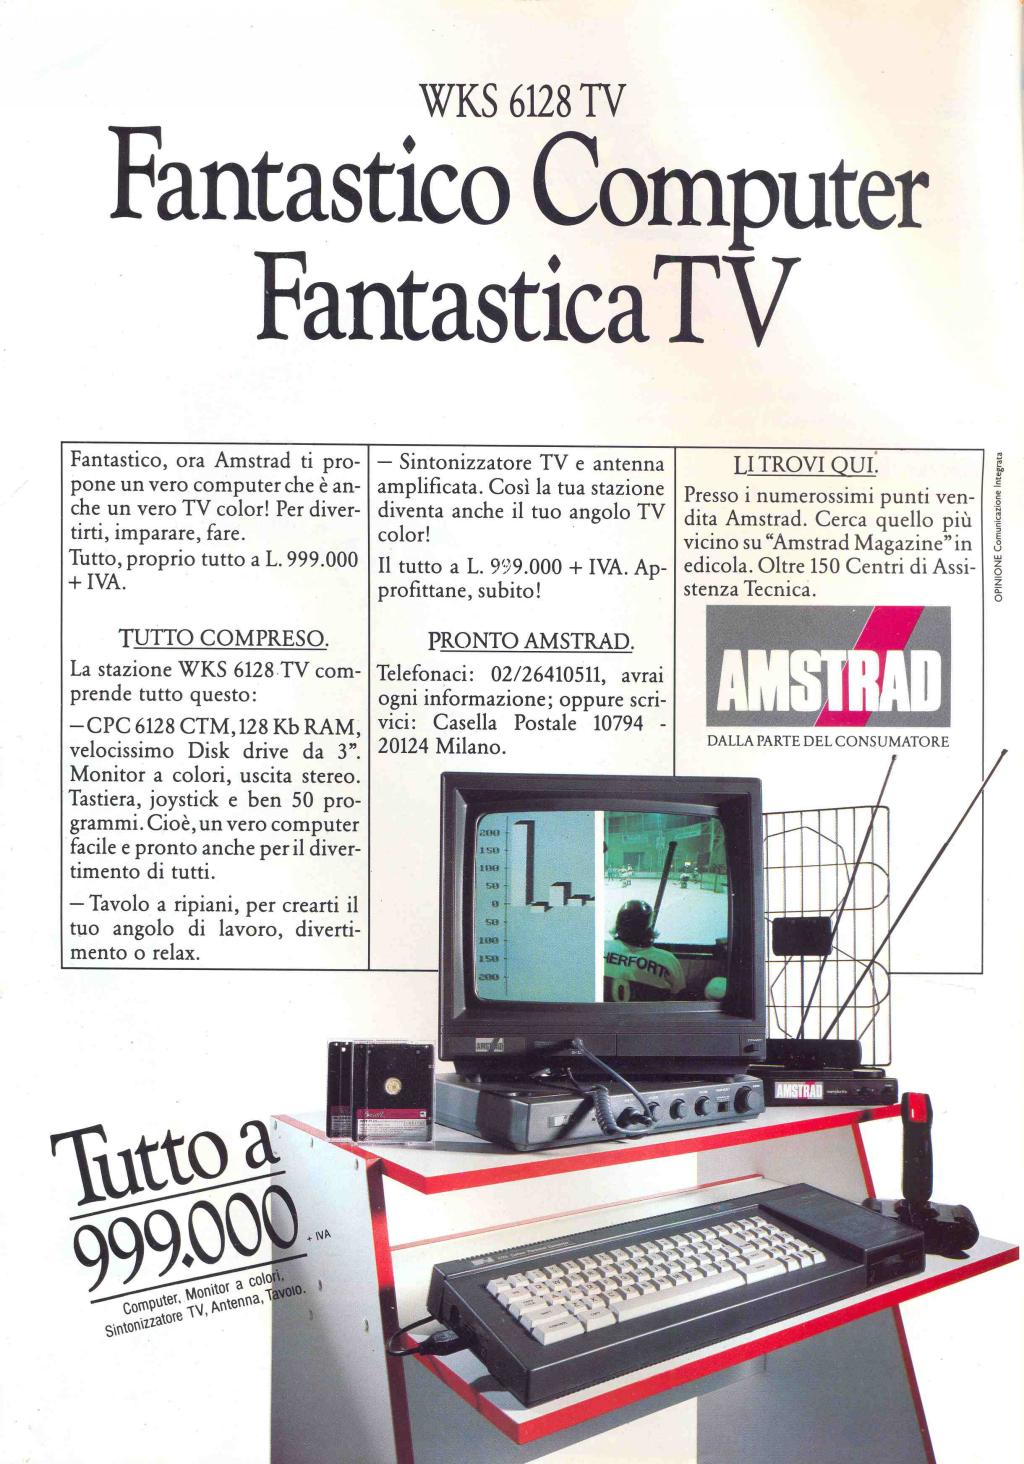 WKS 6128 TV
Fantastico Computer
Fantastica TV
Fantastico, ora Amstrad ti pro-
pone un vero computer che è an-
che un vero TV color! Per diver-
tirti, imparare, fare.
Tutto, proprio tutto a L. 999.000
+ IVA.
TUTTO COMPRESO.
La stazione WKS 6128 TV com-
prende tutto questo:
– CPC 6128 CTM, 128 Kb RAM,
velocissimo Disk drive da 3".
Monitor a colori, uscita stereo.
Tastiera, joystick e ben 50 pro-
grammi. Cioè, un vero computer
facile e pronto anche per il diver-
timento di tutti.
– Tavolo a ripiani, per crearti il
tuo angolo di lavoro, diverti-
mento o relax.
– Sintonizzatore TV e antenna
amplificata. Così la tua stazione
diventa anche il tuo angolo TV
color!
Il tutto a L. 999.000 + IVA. Ap-
profittane, subito!
PRONTO AMSTRAD.
Telefonaci: 02/26410511, avrai
ogni informazione; oppure scri-
vici: Casella Postale 10794 -
20124 Milano.
LI TROVI QUI.
Presso i numerossimi punti ven-
dita Amstrad. Cerca quello più
vicino su "Amstrad Magazine" in
edicola. Oltre 150 Centri di Assi-
stenza Tecnica.
AMSTRAD
DALLA PARTE DEL CONSUMATORE
OPINIONE Comunicazione Integrata
200
150
100
50
0
50
100
150
200
HERFORT
AMSTRAD
AMSTRAD
Tutto a
999.000
+ IVA
Computer, Monitor a colori,
Sintonizzatore TV, Antenna, Tavolo.